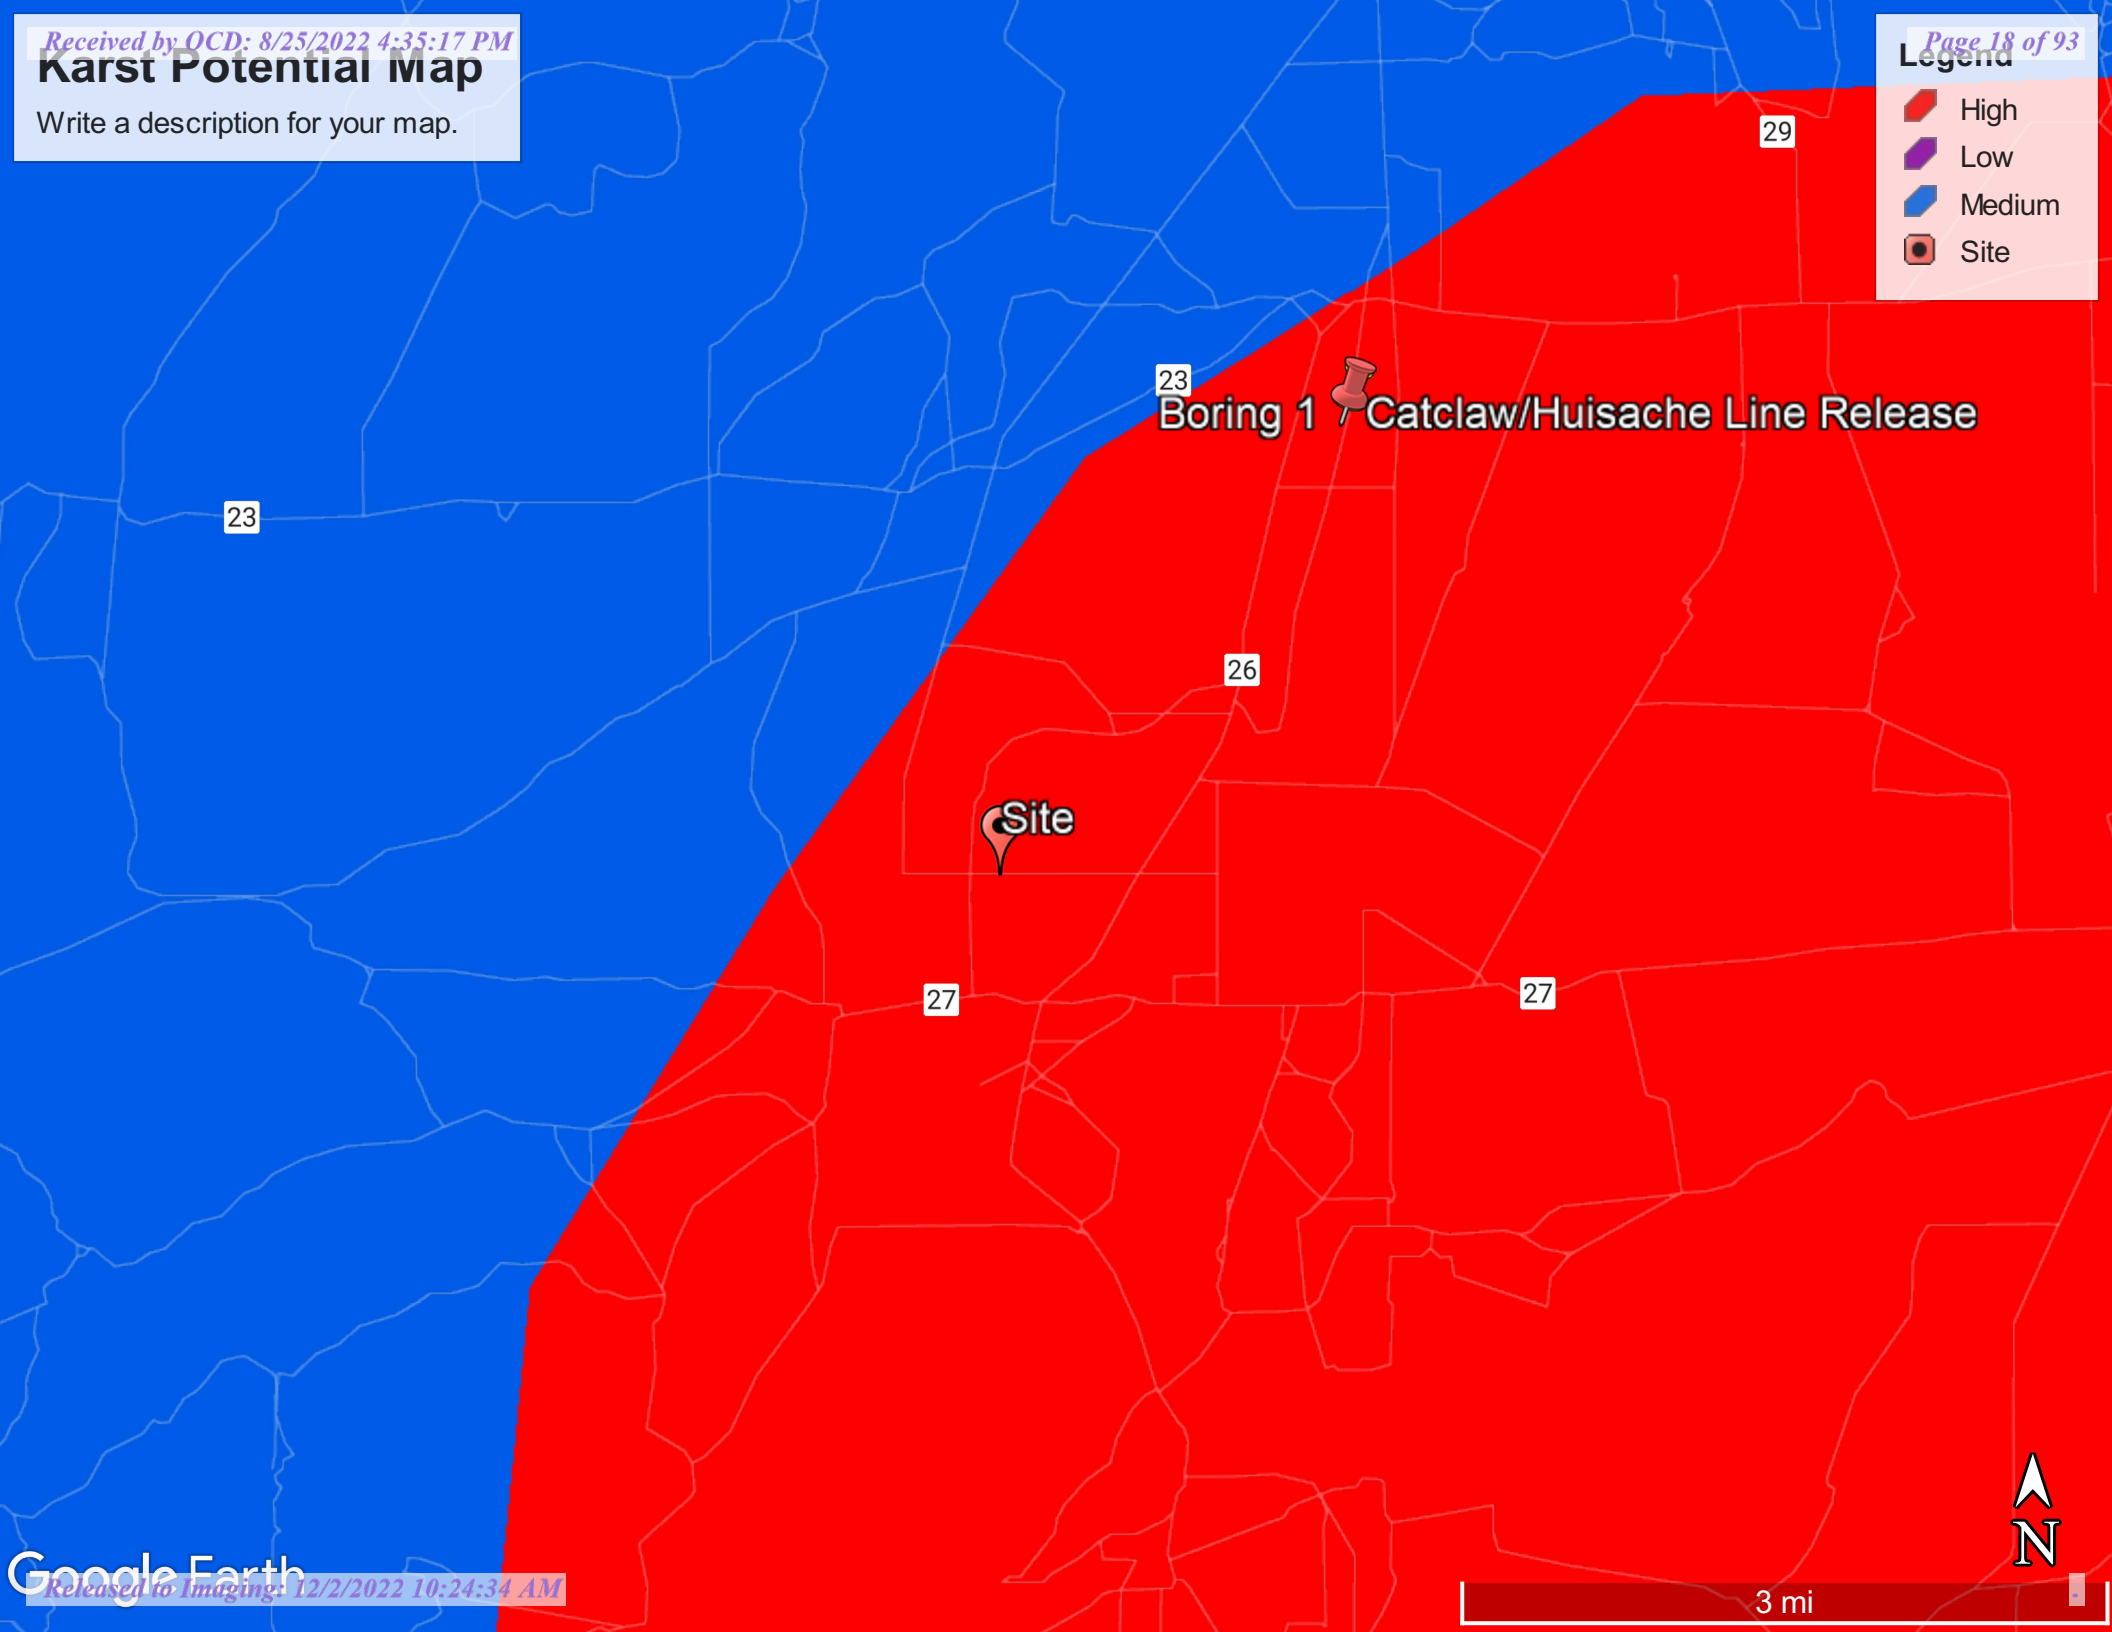 Received by OCD: 8/25/2022 4:35:17 PM
Page 18 of 93
Karst Potential Map
Write a description for your map.
Legend
High
Low
Medium
Site
29
23
Boring 1
Catclaw/Huisache Line Release
23
26
Site
27
27
N
Google Earth
Released to Imaging: 12/2/2022 10:24:34 AM
3 mi